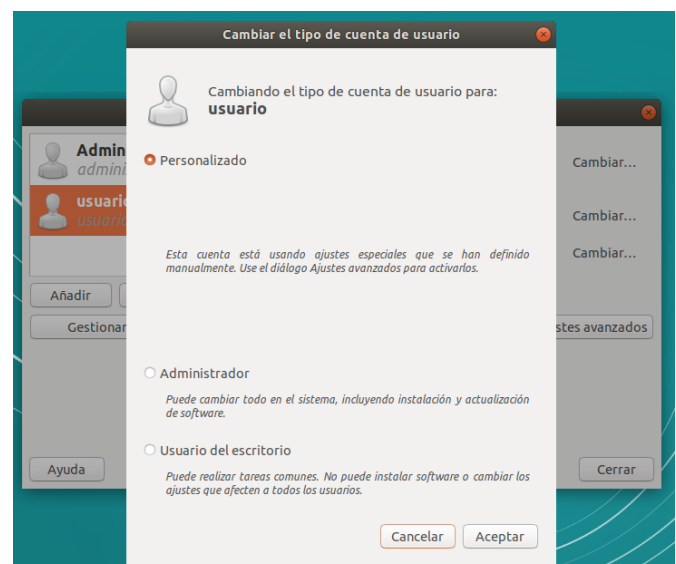 Cambiar el tipo de cuenta de usuario
Cambiando el tipo de cuenta de usuario para:
usuario
Admin
admini
Personalizado
Cambiar...
usuario
usuario
Cambiar...
Esta cuenta está usando ajustes especiales que se han definido
manualmente. Use el diálogo Ajustes avanzados para activarlos.
Cambiar...
Añadir
Gestionar
stes avanzados
Administrador
Puede cambiar todo en el sistema, incluyendo instalación y actualización
de software.
Usuario del escritorio
Puede realizar tareas comunes. No puede instalar software o cambiar los
ajustes que afecten a todos los usuarios.
Ayuda
Cerrar
Cancelar
Aceptar